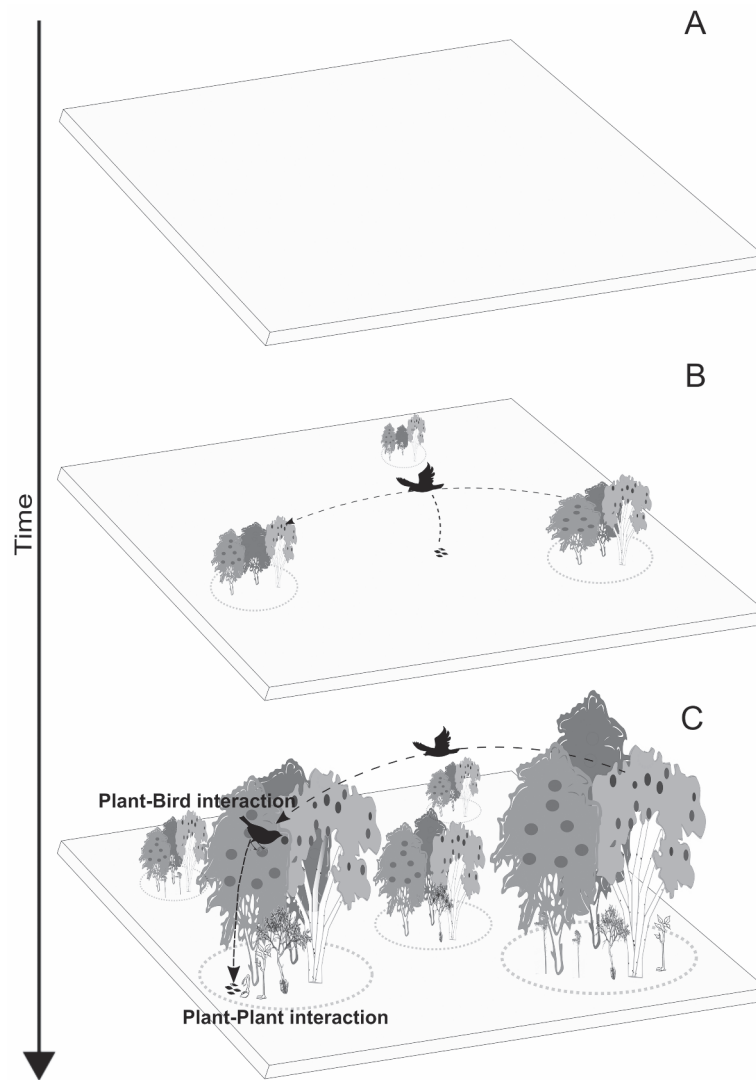 A
B
Time
C
Plant-Bird interaction
Plant-Plant interaction